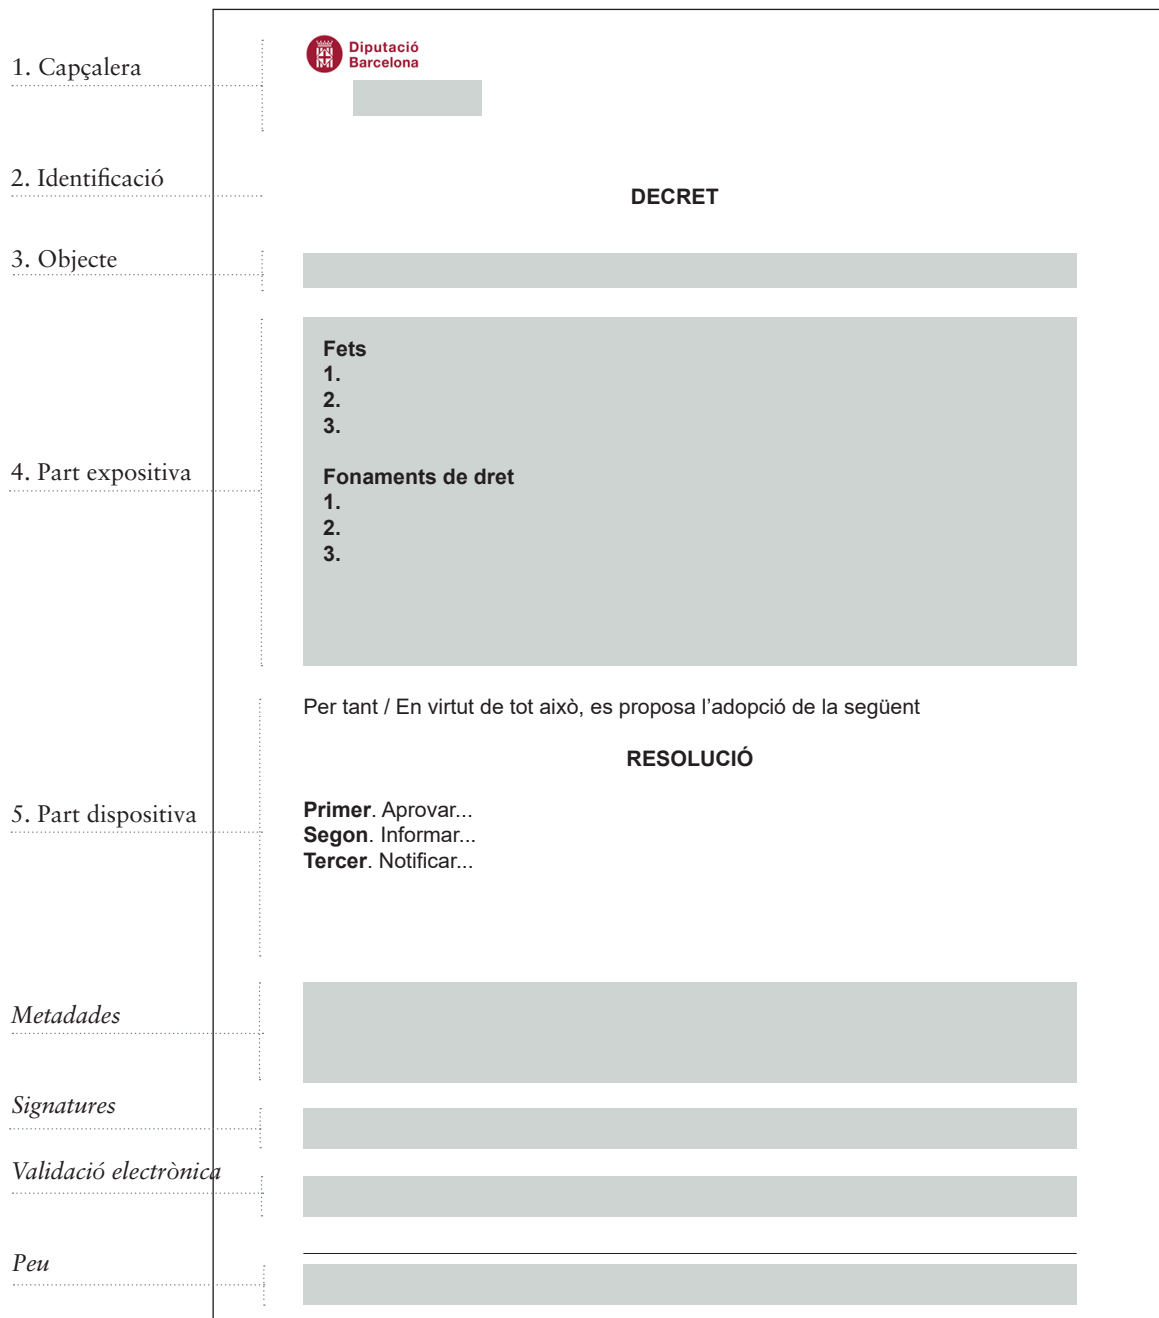 1. Capçalera
Diputació
Barcelona
2. Identificació
DECRET
3. Objecte
4. Part expositiva
Fets
1.
2.
3.
Fonaments de dret
1.
2.
3.
5. Part dispositiva
Per tant / En virtut de tot això, es proposa l’adopció de la següent
RESOLUCIÓ
Primer. Aprovar...
Segon. Informar...
Tercer. Notificar...
Metadades
Signatures
Validació electrònica
Peu